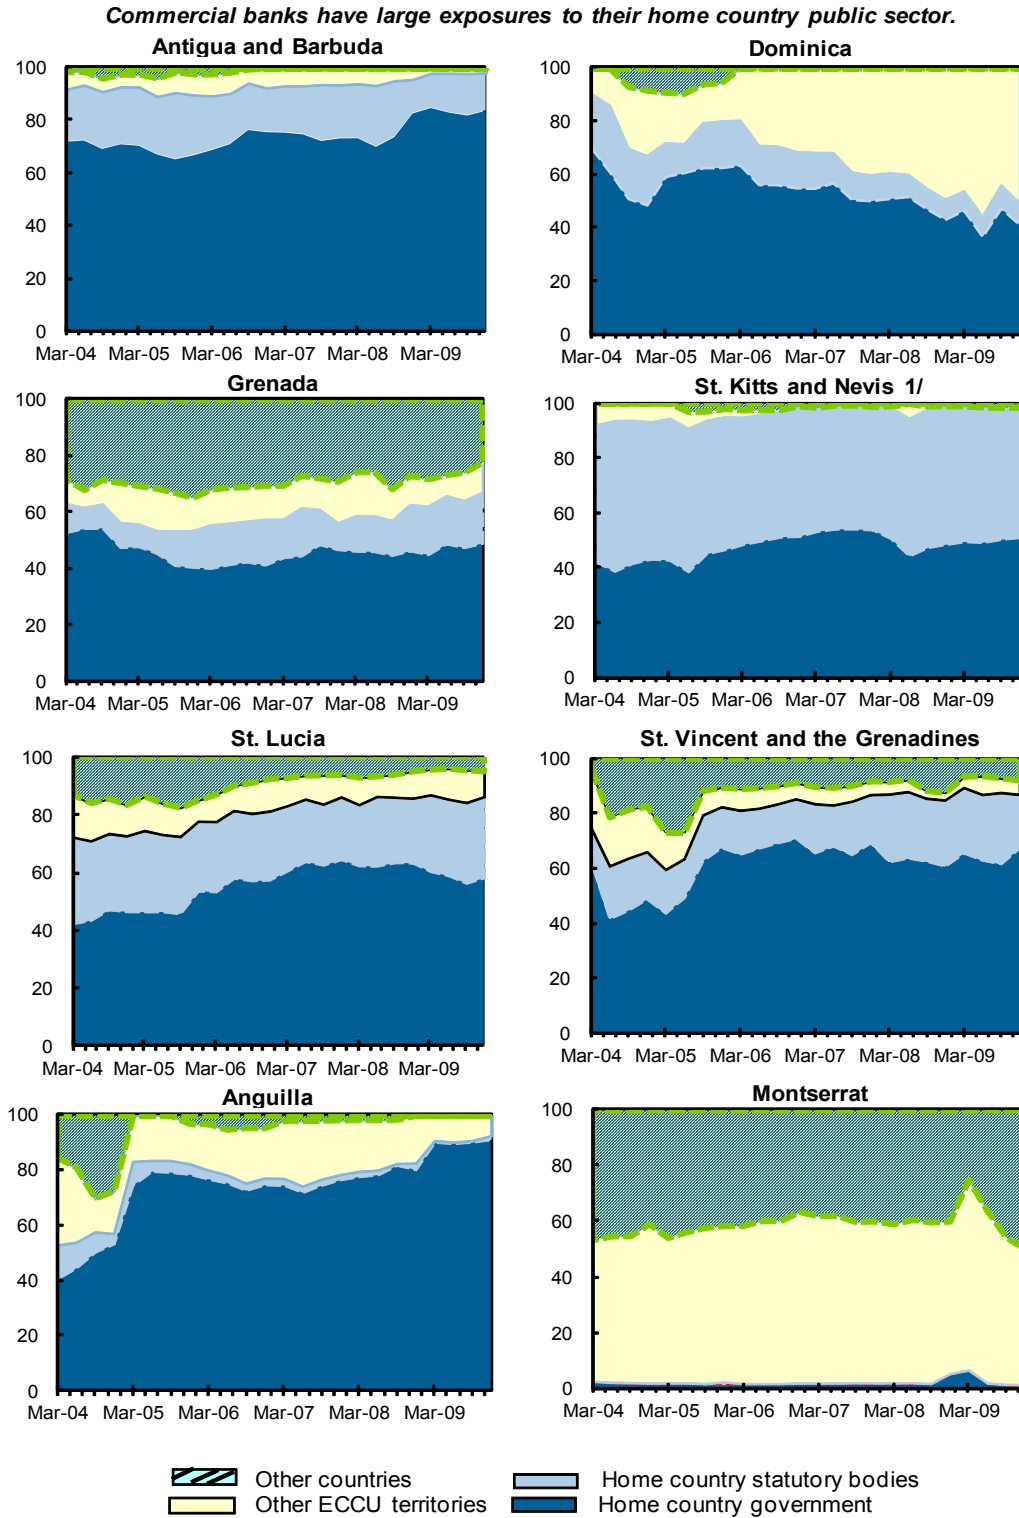 Commercial banks have large exposures to their home country public sector.
Antigua and Barbuda
100
80
60
40
20
0
Mar-04 Mar-05 Mar-06 Mar-07 Mar-08 Mar-09
Dominica
100
80
60
40
20
0
Mar-04 Mar-05 Mar-06 Mar-07 Mar-08 Mar-09
Grenada
100
80
60
40
20
0
Mar-04 Mar-05 Mar-06 Mar-07 Mar-08 Mar-09
St. Kitts and Nevis 1/
100
80
60
40
20
0
Mar-04 Mar-05 Mar-06 Mar-07 Mar-08 Mar-09
St. Lucia
100
80
60
40
20
0
Mar-04 Mar-05 Mar-06 Mar-07 Mar-08 Mar-09
St. Vincent and the Grenadines
100
80
60
40
20
0
Mar-04 Mar-05 Mar-06 Mar-07 Mar-08 Mar-09
Anguilla
100
80
60
40
20
0
Mar-04 Mar-05 Mar-06 Mar-07 Mar-08 Mar-09
Montserrat
100
80
60
40
20
0
Mar-04 Mar-05 Mar-06 Mar-07 Mar-08 Mar-09
Other countries
Home country statutory bodies
Other ECCU territories
Home country government